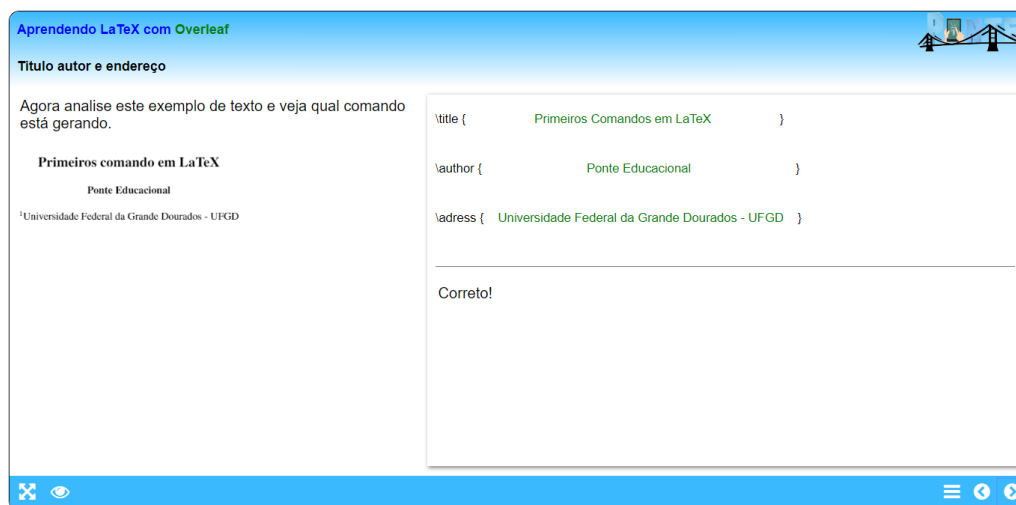 Aprendendo LaTeX com Overleaf
Titulo autor e endereço
Agora analise este exemplo de texto e veja qual comando
está gerando.
Primeiros comando em LaTeX
Ponte Educacional
¹Universidade Federal da Grande Dourados - UFGD
\title { Primeiros Comandos em LaTeX }
\author { Ponte Educacional }
\adress { Universidade Federal da Grande Dourados - UFGD }
Correto!